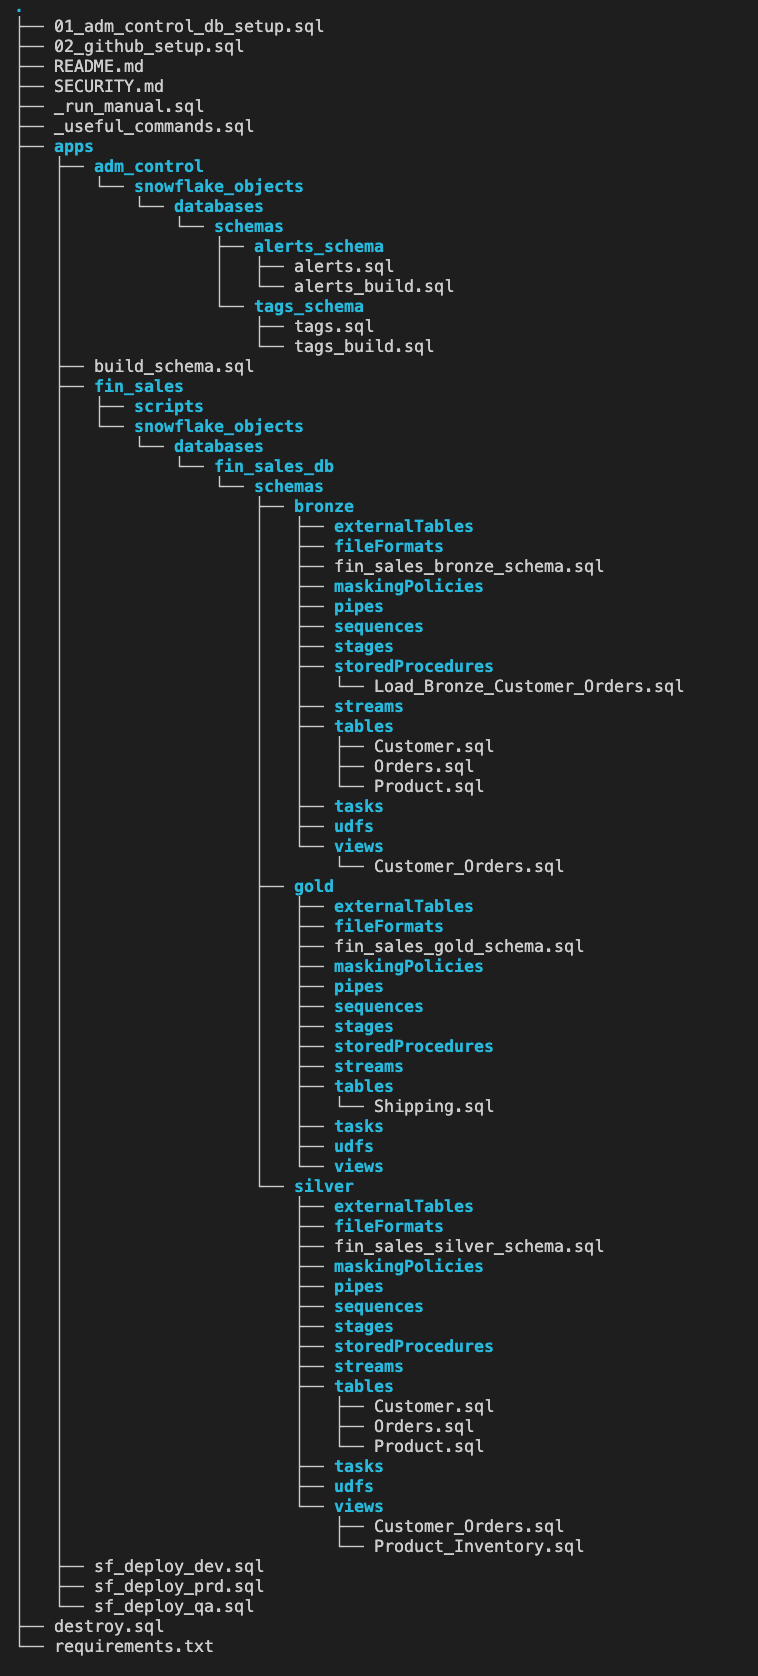 .
├── 01_adm_control_db_setup.sql
├── 02_github_setup.sql
├── README.md
├── SECURITY.md
├── _run_manual.sql
├── _useful_commands.sql
├── apps
│   ├── adm_control
│   │   └── snowflake_objects
│   │       └── databases
│   │           └── schemas
│   │               ├── alerts_schema
│   │               │   ├── alerts.sql
│   │               │   └── alerts_build.sql
│   │               └── tags_schema
│   │                   ├── tags.sql
│   │                   └── tags_build.sql
│   ├── build_schema.sql
│   ├── fin_sales
│   │   ├── scripts
│   │   └── snowflake_objects
│   │       └── databases
│   │           └── fin_sales_db
│   │               └── schemas
│   │                   ├── bronze
│   │                   │   ├── externalTables
│   │                   │   ├── fileFormats
│   │                   │   ├── fin_sales_bronze_schema.sql
│   │                   │   ├── maskingPolicies
│   │                   │   ├── pipes
│   │                   │   ├── sequences
│   │                   │   ├── stages
│   │                   │   ├── storedProcedures
│   │                   │   │   └── Load_Bronze_Customer_Orders.sql
│   │                   │   ├── streams
│   │                   │   ├── tables
│   │                   │   │   ├── Customer.sql
│   │                   │   │   ├── Orders.sql
│   │                   │   │   └── Product.sql
│   │                   │   ├── tasks
│   │                   │   ├── udfs
│   │                   │   └── views
│   │                   │       └── Customer_Orders.sql
│   │                   ├── gold
│   │                   │   ├── externalTables
│   │                   │   ├── fileFormats
│   │                   │   ├── fin_sales_gold_schema.sql
│   │                   │   ├── maskingPolicies
│   │                   │   ├── pipes
│   │                   │   ├── sequences
│   │                   │   ├── stages
│   │                   │   ├── storedProcedures
│   │                   │   ├── streams
│   │                   │   ├── tables
│   │                   │   │   └── Shipping.sql
│   │                   │   ├── tasks
│   │                   │   ├── udfs
│   │                   │   └── views
│   │                   └── silver
│   │                       ├── externalTables
│   │                       ├── fileFormats
│   │                       ├── fin_sales_silver_schema.sql
│   │                       ├── maskingPolicies
│   │                       ├── pipes
│   │                       ├── sequences
│   │                       ├── stages
│   │                       ├── storedProcedures
│   │                       ├── streams
│   │                       ├── tables
│   │                       │   ├── Customer.sql
│   │                       │   ├── Orders.sql
│   │                       │   └── Product.sql
│   │                       ├── tasks
│   │                       ├── udfs
│   │                       └── views
│   │                           ├── Customer_Orders.sql
│   │                           └── Product_Inventory.sql
│   ├── sf_deploy_dev.sql
│   ├── sf_deploy_prd.sql
│   └── sf_deploy_qa.sql
├── destroy.sql
└── requirements.txt